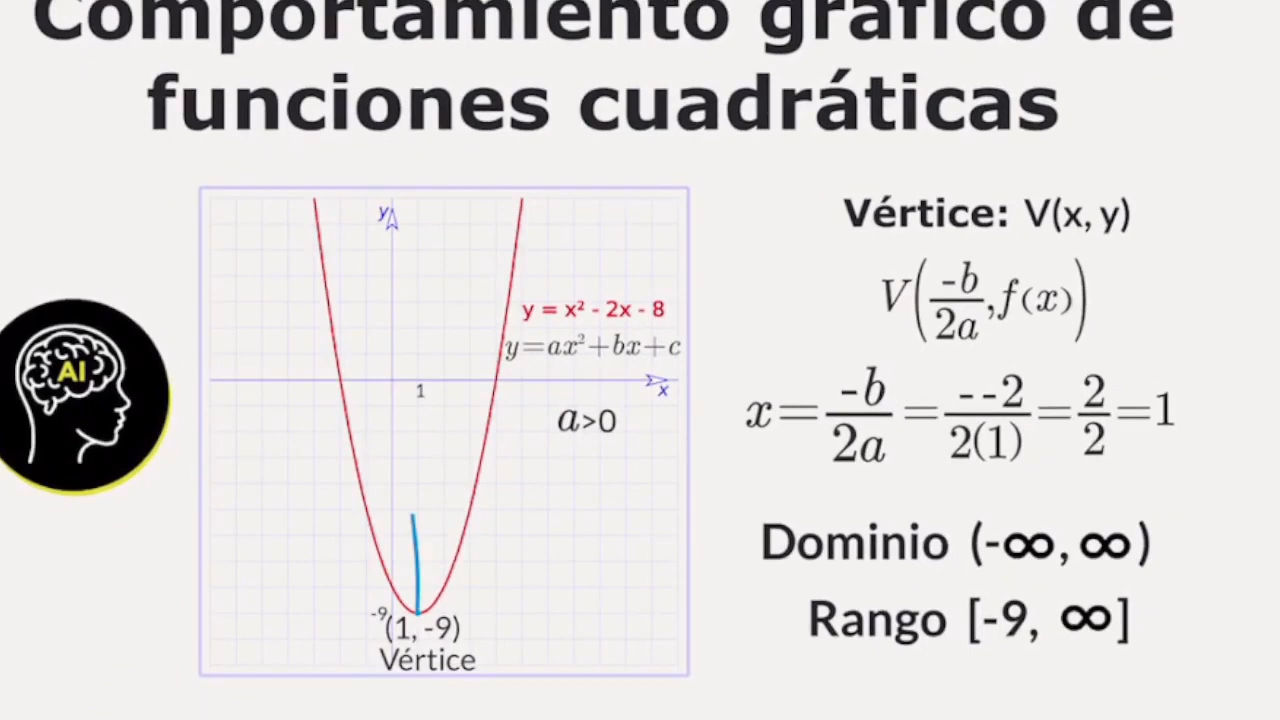 Comportamiento gráfico de
funciones cuadráticas
AI
y
y = x² - 2x - 8
y=ax²+bx+c
1
x
a>0
-9
(1, -9)
Vértice
Vértice: V(x, y)
V(-b/2a, f(x))
x=-b/2a=--2/2(1)=2/2=1
Dominio (-∞, ∞)
Rango [-9, ∞]